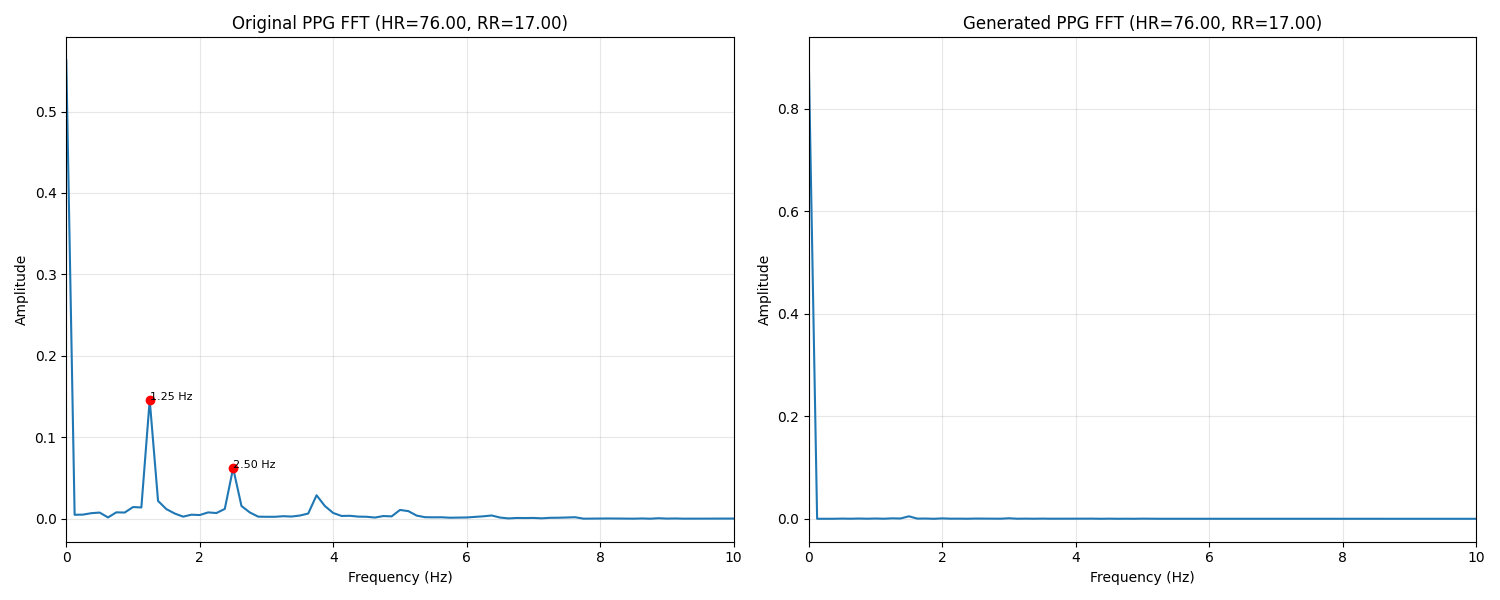 Original PPG FFT (HR=76.00, RR=17.00)
Amplitude
0.5
0.4
0.3
0.2
0.1
0.0
1.25 Hz
2.50 Hz
0 2 4 6 8 10
Frequency (Hz)
Generated PPG FFT (HR=76.00, RR=17.00)
Amplitude
0.8
0.6
0.4
0.2
0.0
0 2 4 6 8 10
Frequency (Hz)